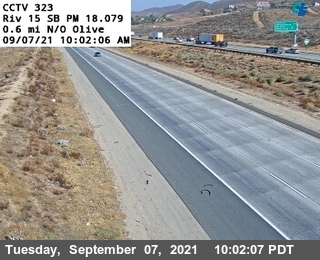 CCTV 323
Riv 15 SB PM 18.079
0.6 mi N/O Olive
09/07/21 10:02:06 AM
Tuesday, September 07, 2021 10:02:07 PDT